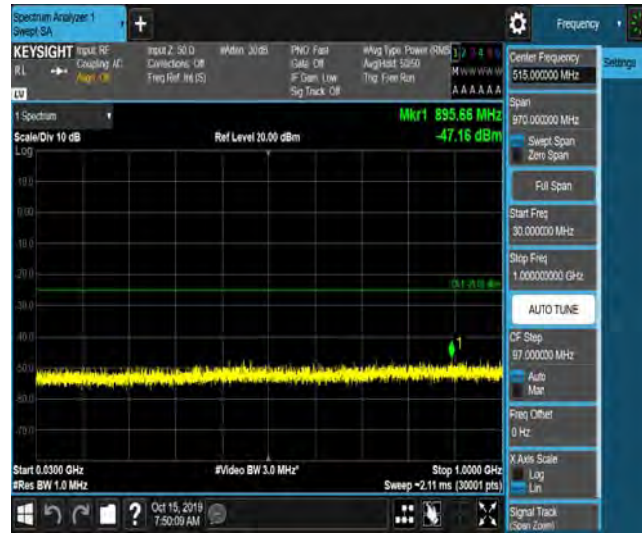 Spectrum Analyzer 1
Swept SA
+
Frequency
KEYSIGHT
Input: RF
Input Z: 50 Ω
#Atten: 30 dB
PNO: Fast
#Avg Type: Power (RMS
1 2 3 4 5 6
RL
Coupling: AC
Corrections: Off
Gate: Off
Avg|Hold: 50/50
M W W W W W
Align: Off
Freq Ref: Int (S)
IF Gain: Low
Trig: Free Run
Sig Track: Off
A A A A A A
LV
1 Spectrum
Mkr1 895.66 MHz
Scale/Div 10 dB
Ref Level 20.00 dBm
-47.16 dBm
Log
10.0
0.00
-10.0
-20.0
-30.0
-40.0
-50.0
-60.0
-70.0
1
Start 0.0300 GHz
#Video BW 3.0 MHz*
Stop 1.0000 GHz
#Res BW 1.0 MHz
Sweep ~2.11 ms (30001 pts)
?
Oct 15, 2019
7:50:09 AM
Center Frequency
515.000000 MHz
Settings
Span
970.000000 MHz
Swept Span
Zero Span
Full Span
Start Freq
30.000000 MHz
Stop Freq
1.000000000 GHz
AUTO TUNE
CF Step
97.000000 MHz
Auto
Man
Freq Offset
0 Hz
X Axis Scale
Log
Lin
Signal Track
(Span Zoom)